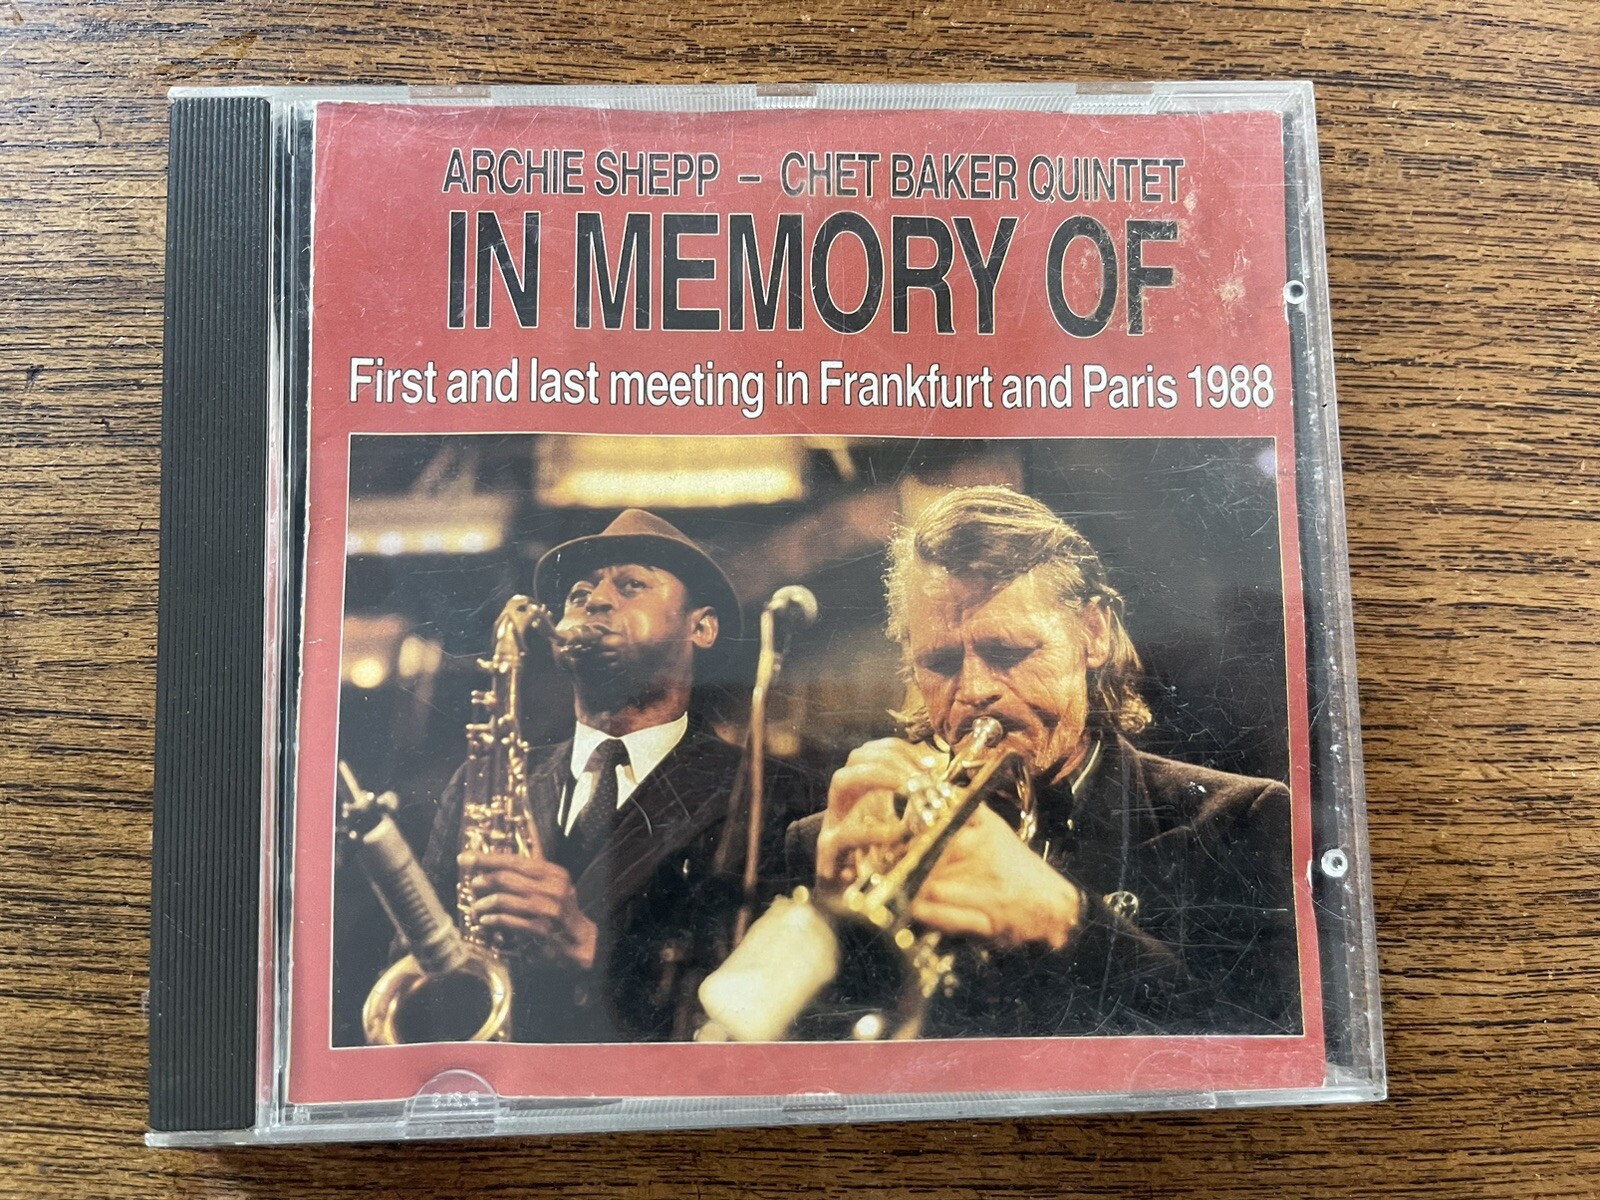 ARCHIE SHEPP – CHET BAKER QUINTET
IN MEMORY OF
First and last meeting in Frankfurt and Paris 1988